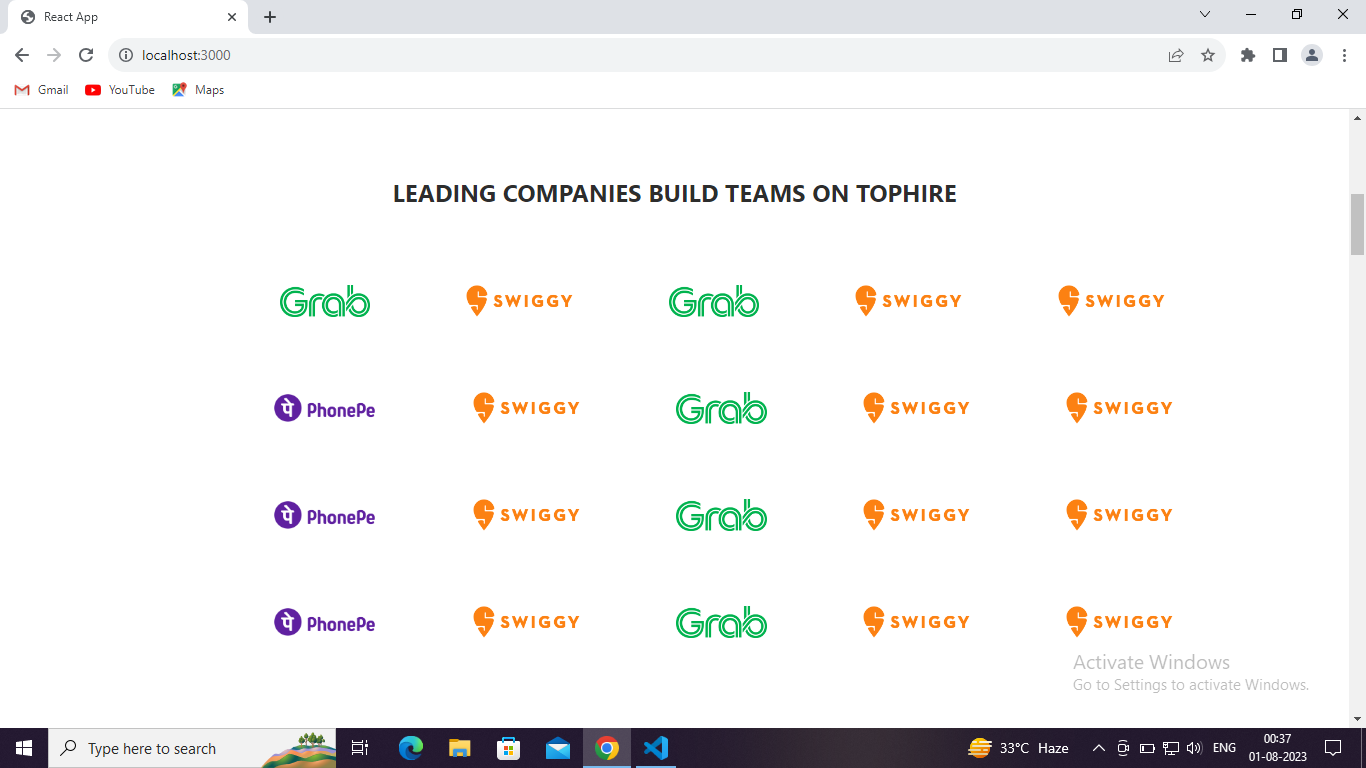 React App
localhost:3000
Gmail YouTube Maps
LEADING COMPANIES BUILD TEAMS ON TOPHIRE
Grab SWIGGY Grab SWIGGY SWIGGY
पे PhonePe SWIGGY Grab SWIGGY SWIGGY
पे PhonePe SWIGGY Grab SWIGGY SWIGGY
पे PhonePe SWIGGY Grab SWIGGY SWIGGY
Activate Windows
Go to Settings to activate Windows.
Type here to search
33°C Haze
ENG
00:37
01-08-2023